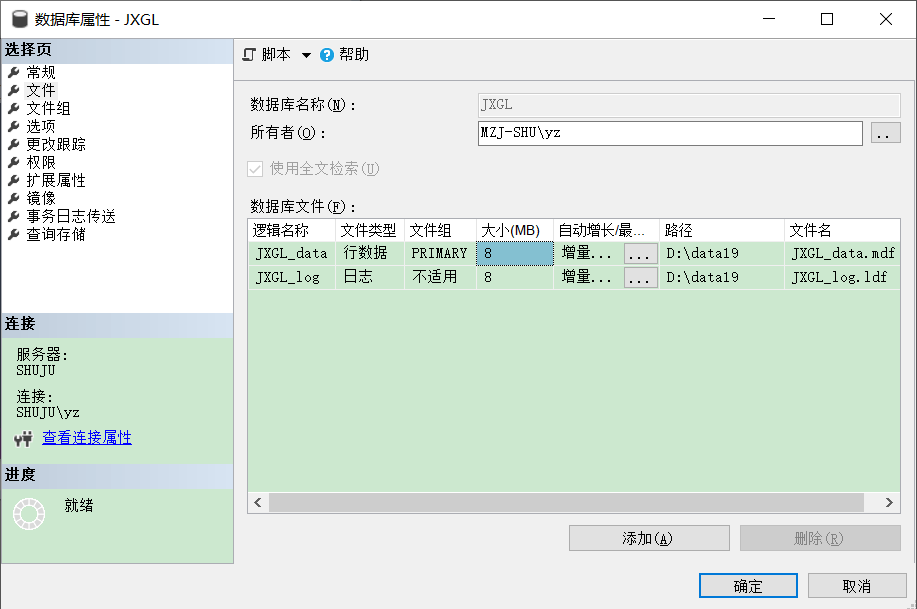 数据库属性 - JXGL
选择页
常规
文件
文件组
选项
更改跟踪
权限
扩展属性
镜像
事务日志传送
查询存储
连接
服务器:
SHUJU
连接:
SHUJU\yz
查看连接属性
进度
就绪
脚本 帮助
数据库名称(N): JXGL
所有者(O): MZJ-SHU\yz ..
使用全文检索(U)
数据库文件(F):
逻辑名称 文件类型 文件组 大小(MB) 自动增长/最... 路径 文件名
JXGL_data 行数据 PRIMARY 8 增量... ... D:\data19 JXGL_data.mdf
JXGL_log 日志 不适用 8 增量... ... D:\data19 JXGL_log.ldf
添加(A) 删除(R)
确定 取消